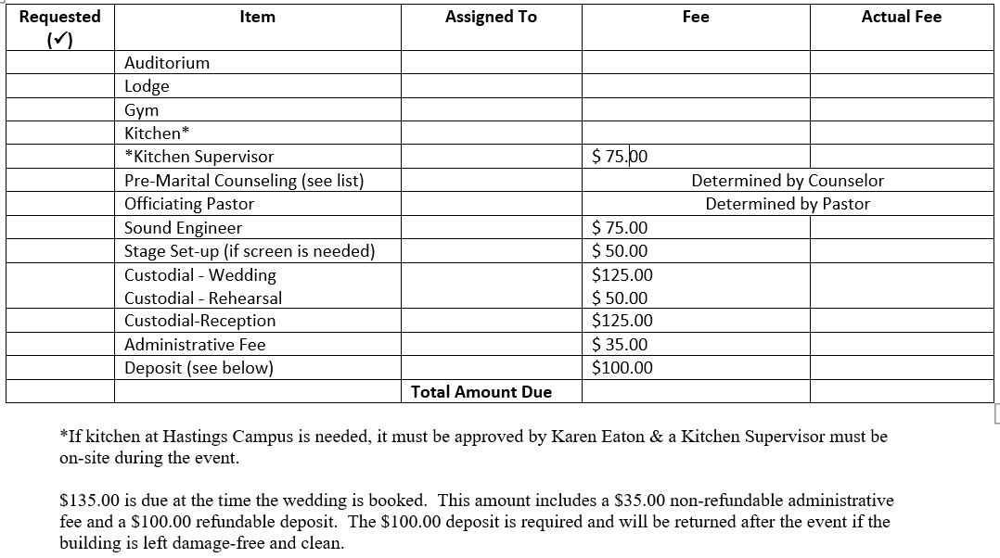 Requested Item Assigned To Fee Actual Fee
(✓)
Auditorium
Lodge
Gym
Kitchen*
*Kitchen Supervisor $ 75.00
Pre-Marital Counseling (see list) Determined by Counselor
Officiating Pastor Determined by Pastor
Sound Engineer $ 75.00
Stage Set-up (if screen is needed) $ 50.00
Custodial - Wedding $125.00
Custodial - Rehearsal $ 50.00
Custodial-Reception $125.00
Administrative Fee $ 35.00
Deposit (see below) $100.00
Total Amount Due
*If kitchen at Hastings Campus is needed, it must be approved by Karen Eaton & a Kitchen Supervisor must be
on-site during the event.
$135.00 is due at the time the wedding is booked.  This amount includes a $35.00 non-refundable administrative
fee and a $100.00 refundable deposit.  The $100.00 deposit is required and will be returned after the event if the
building is left damage-free and clean.